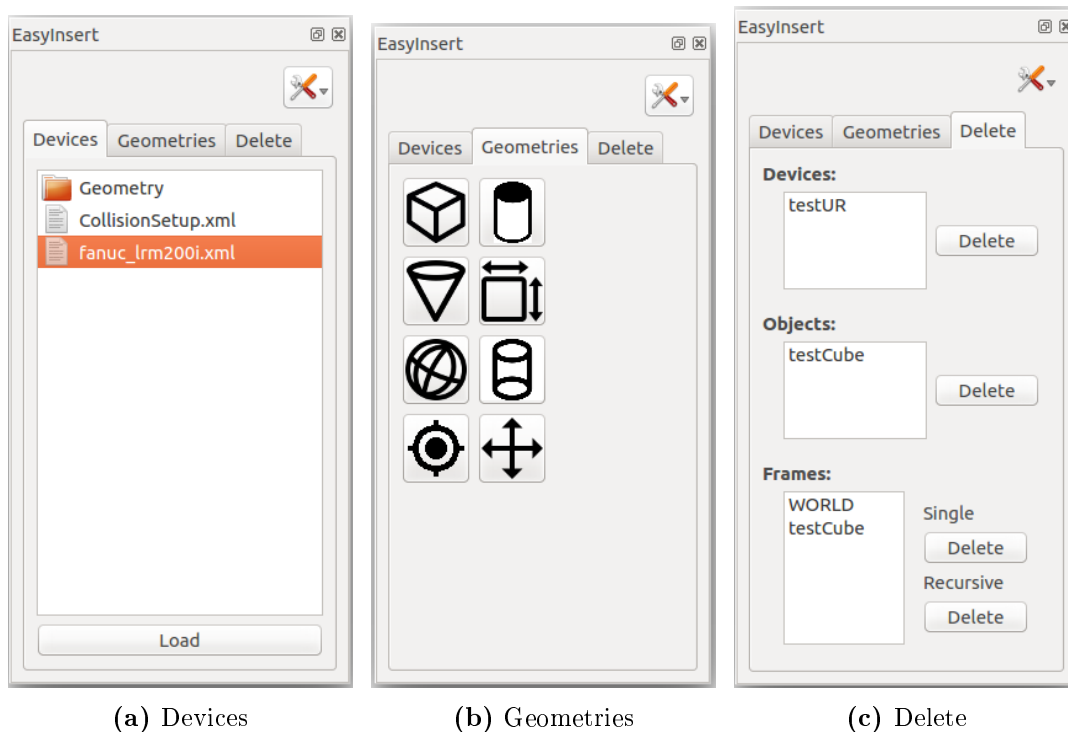 EasyInsert
Devices Geometries Delete
Geometry
CollisionSetup.xml
fanuc_lrm200i.xml
Load
(a) Devices
EasyInsert
Devices Geometries Delete
(b) Geometries
EasyInsert
Devices Geometries Delete
Devices:
testUR
Delete
Objects:
testCube
Delete
Frames:
WORLD
testCube
Single
Delete
Recursive
Delete
(c) Delete